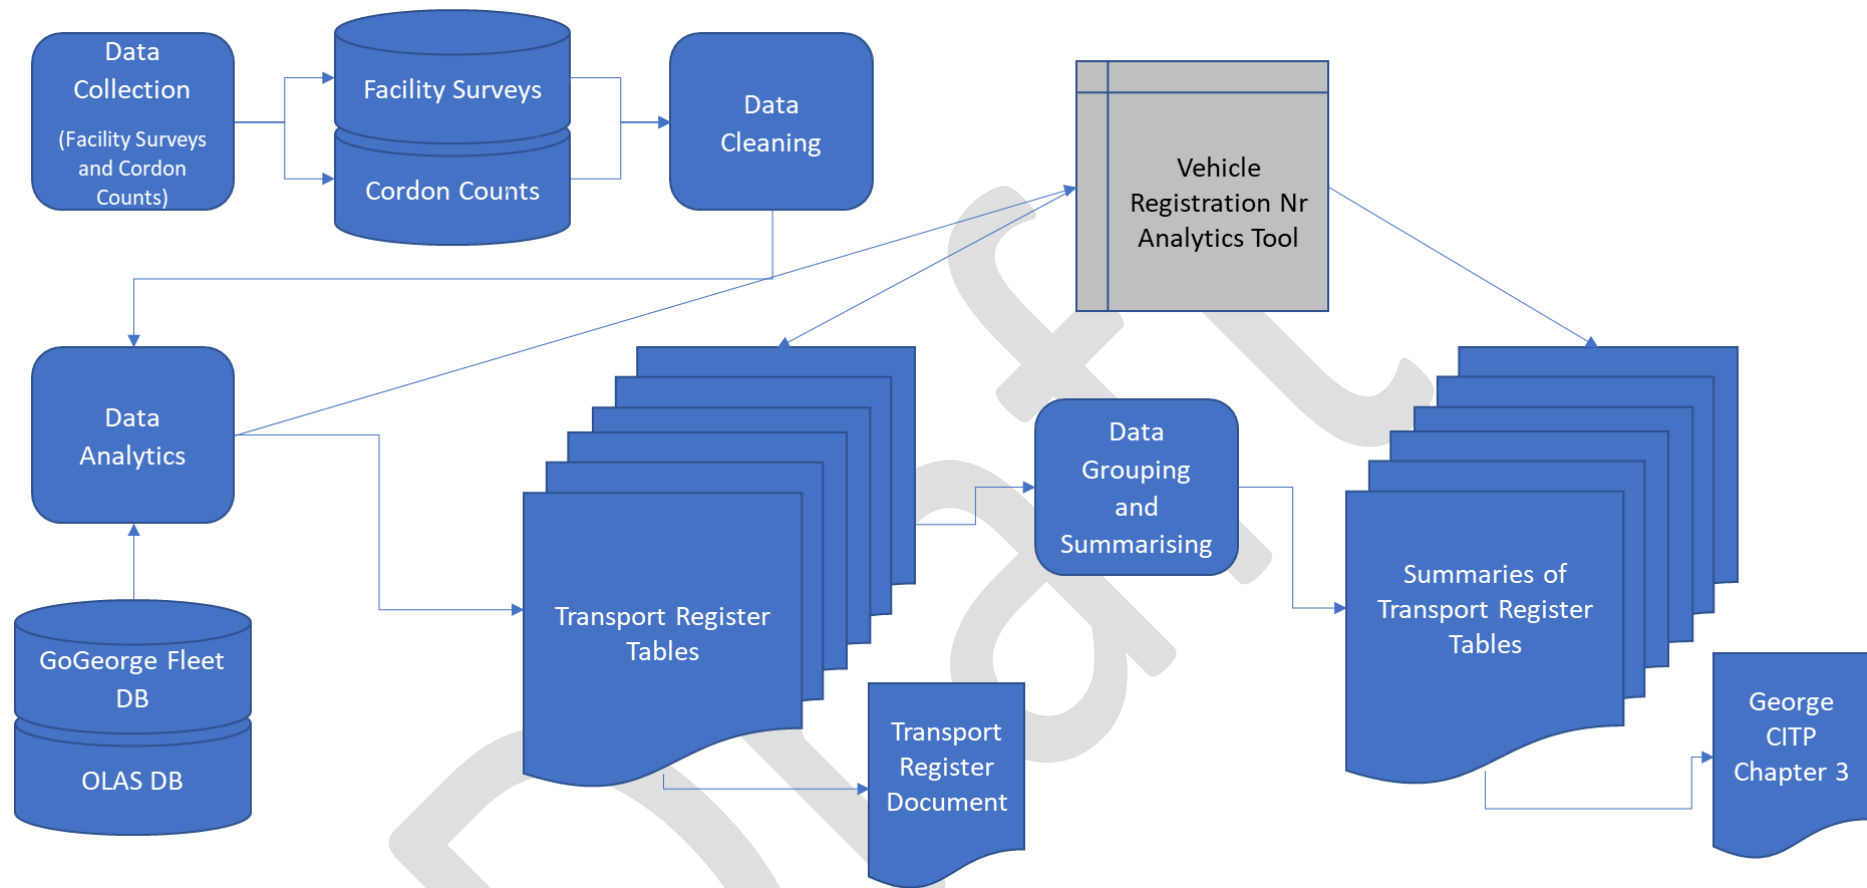 Data
Collection
(Facility Surveys
and Cordon
Counts)
Facility Surveys
Cordon Counts
Data
Cleaning
Vehicle
Registration Nr
Analytics Tool
Data
Analytics
GoGeorge Fleet
DB
OLAS DB
Transport Register
Tables
Transport
Register
Document
Data
Grouping
and
Summarising
Summaries of
Transport Register
Tables
George
CITP
Chapter 3
Draft